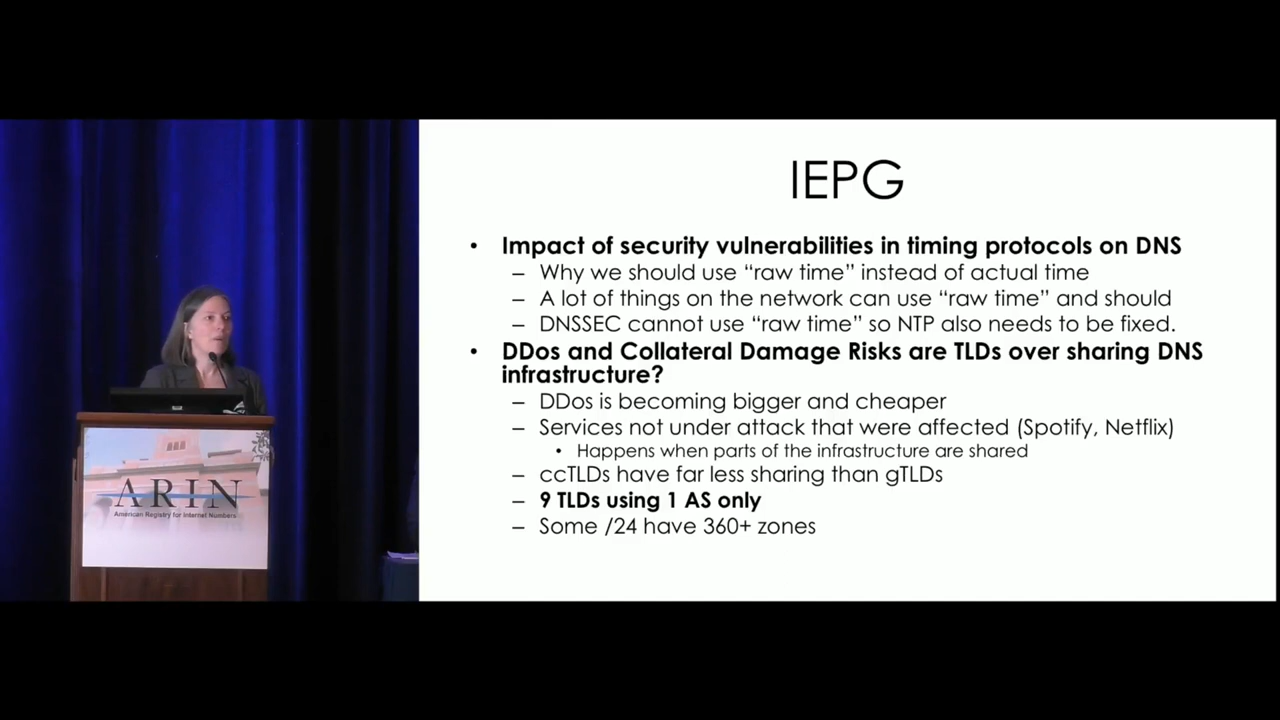 IEPG
• Impact of security vulnerabilities in timing protocols on DNS
– Why we should use “raw time” instead of actual time
– A lot of things on the network can use “raw time” and should
– DNSSEC cannot use “raw time” so NTP also needs to be fixed.
• DDos and Collateral Damage Risks are TLDs over sharing DNS
infrastructure?
– DDos is becoming bigger and cheaper
– Services not under attack that were affected (Spotify, Netflix)
• Happens when parts of the infrastructure are shared
– ccTLDs have far less sharing than gTLDs
– 9 TLDs using 1 AS only
– Some /24 have 360+ zones
ARIN
American Registry for Internet Numbers